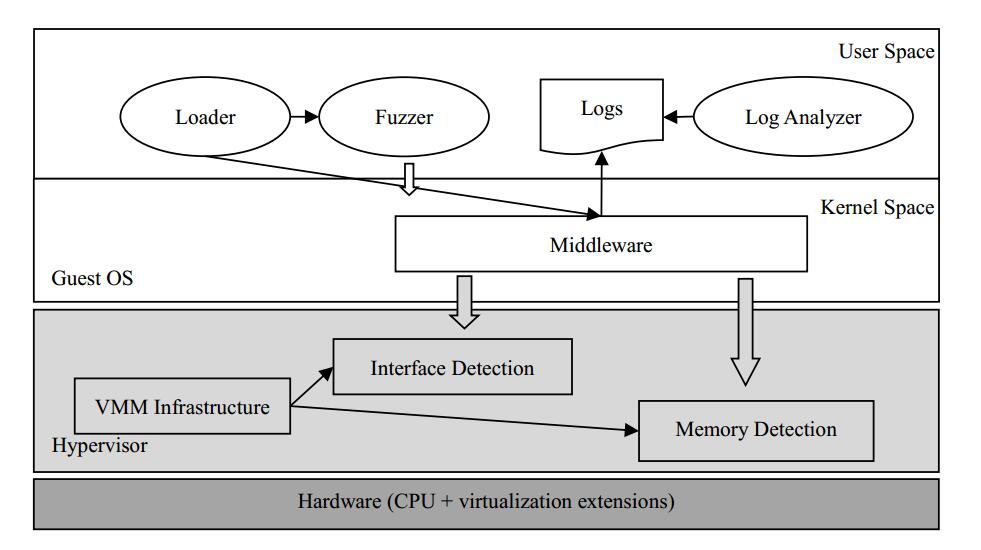 User Space
Loader
Fuzzer
Logs
Log Analyzer
Kernel Space
Middleware
Guest OS
Interface Detection
VMM Infrastructure
Memory Detection
Hypervisor
Hardware (CPU + virtualization extensions)